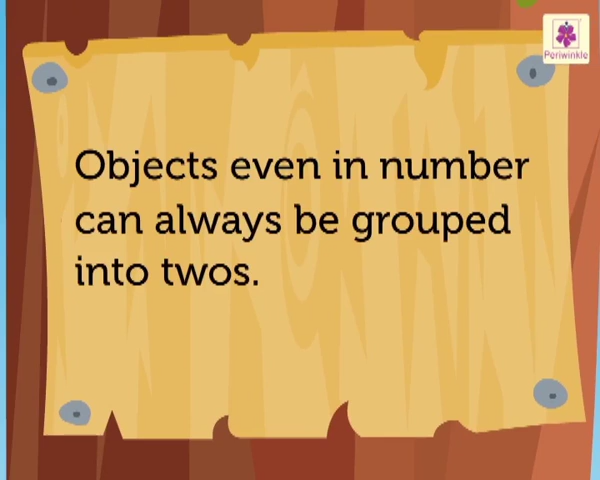 Periwinkle
Objects even in number
can always be grouped
into twos.